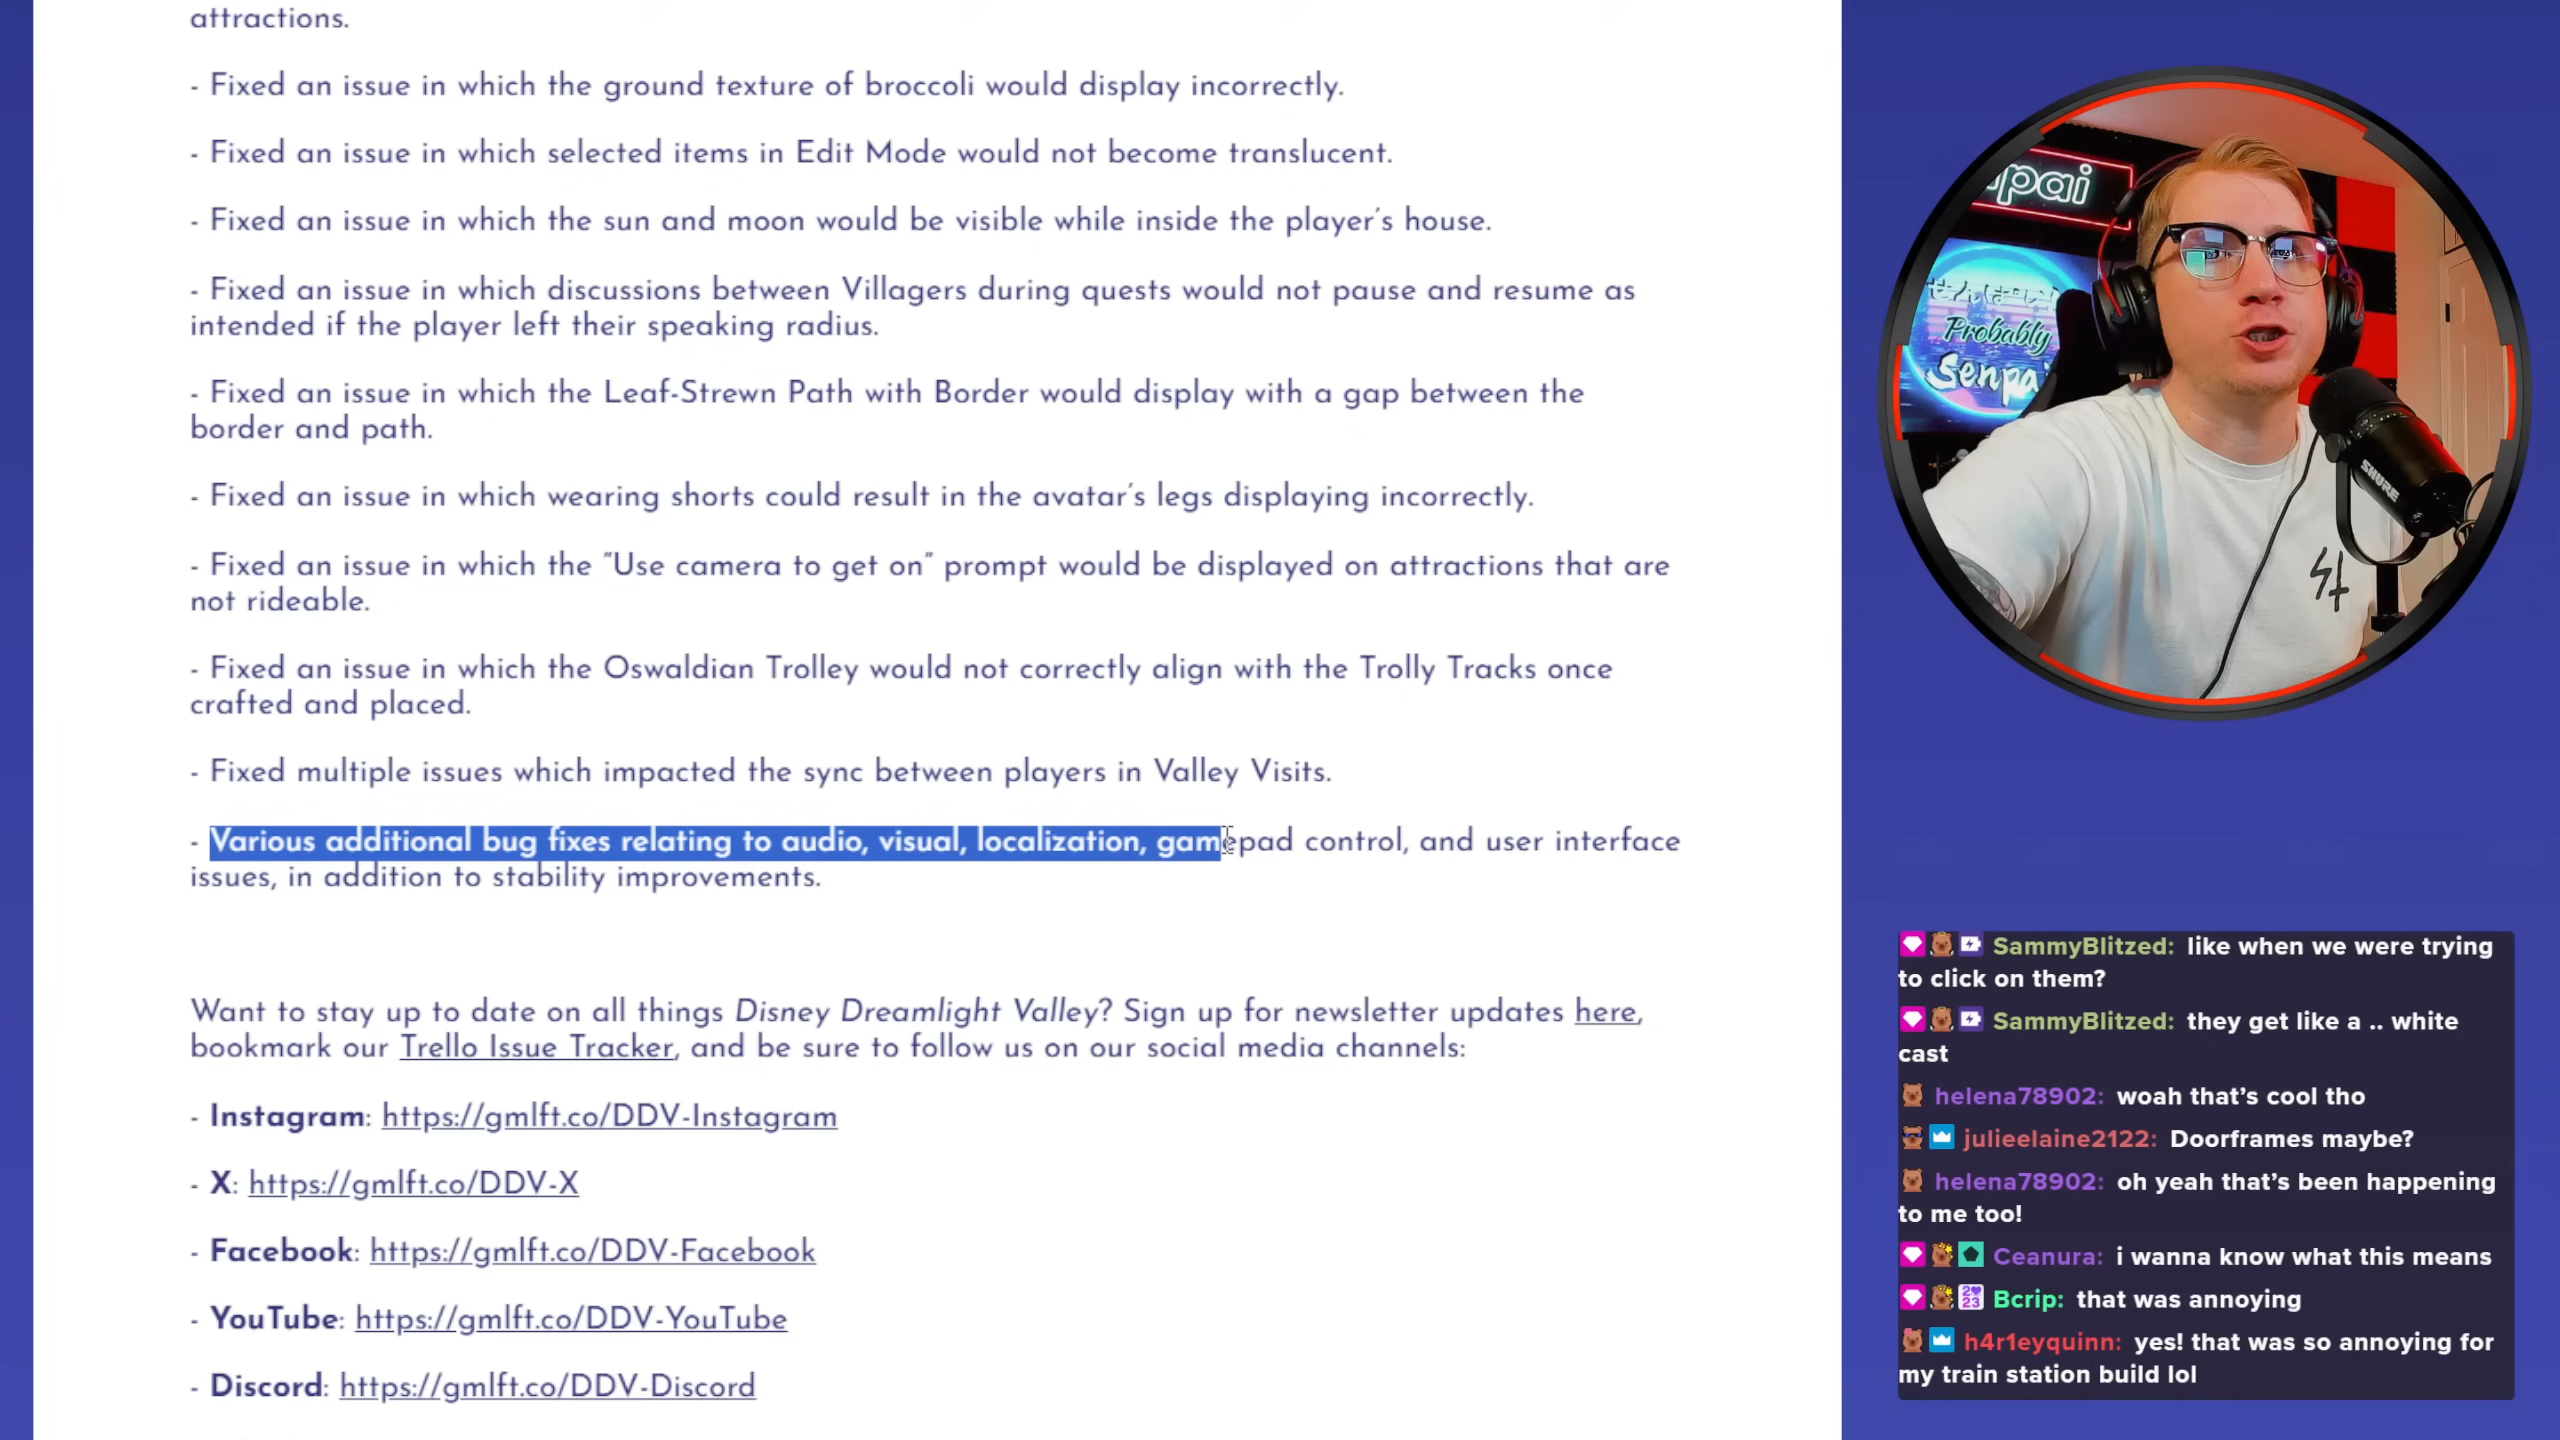 attractions.
- Fixed an issue in which the ground texture of broccoli would display incorrectly.
- Fixed an issue in which selected items in Edit Mode would not become translucent.
- Fixed an issue in which the sun and moon would be visible while inside the player's house.
- Fixed an issue in which discussions between Villagers during quests would not pause and resume as
intended if the player left their speaking radius.
- Fixed an issue in which the Leaf-Strewn Path with Border would display with a gap between the
border and path.
- Fixed an issue in which wearing shorts could result in the avatar's legs displaying incorrectly.
- Fixed an issue in which the "Use camera to get on" prompt would be displayed on attractions that are
not rideable.
- Fixed an issue in which the Oswaldian Trolley would not correctly align with the Trolly Tracks once
crafted and placed.
- Fixed multiple issues which impacted the sync between players in Valley Visits.
- Various additional bug fixes relating to audio, visual, localization, gamepad control, and user interface
issues, in addition to stability improvements.
Want to stay up to date on all things Disney Dreamlight Valley? Sign up for newsletter updates here,
bookmark our Trello Issue Tracker, and be sure to follow us on our social media channels:
- Instagram: https://gmlft.co/DDV-Instagram
- X: https://gmlft.co/DDV-X
- Facebook: https://gmlft.co/DDV-Facebook
- YouTube: https://gmlft.co/DDV-YouTube
- Discord: https://gmlft.co/DDV-Discord
pai
Probably
Senpai
SHURE
SammyBlitzed: like when we were trying
to click on them?
SammyBlitzed: they get like a .. white
cast
helena78902: woah that's cool tho
julieelaine2122: Doorframes maybe?
helena78902: oh yeah that's been happening
to me too!
Ceanura: i wanna know what this means
Bcrip: that was annoying
h4r1eyquinn: yes! that was so annoying for
my train station build lol